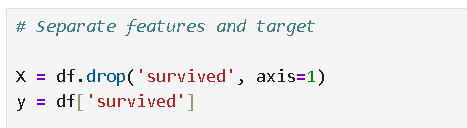 # Separate features and target
X = df.drop('survived', axis=1)
y = df['survived']